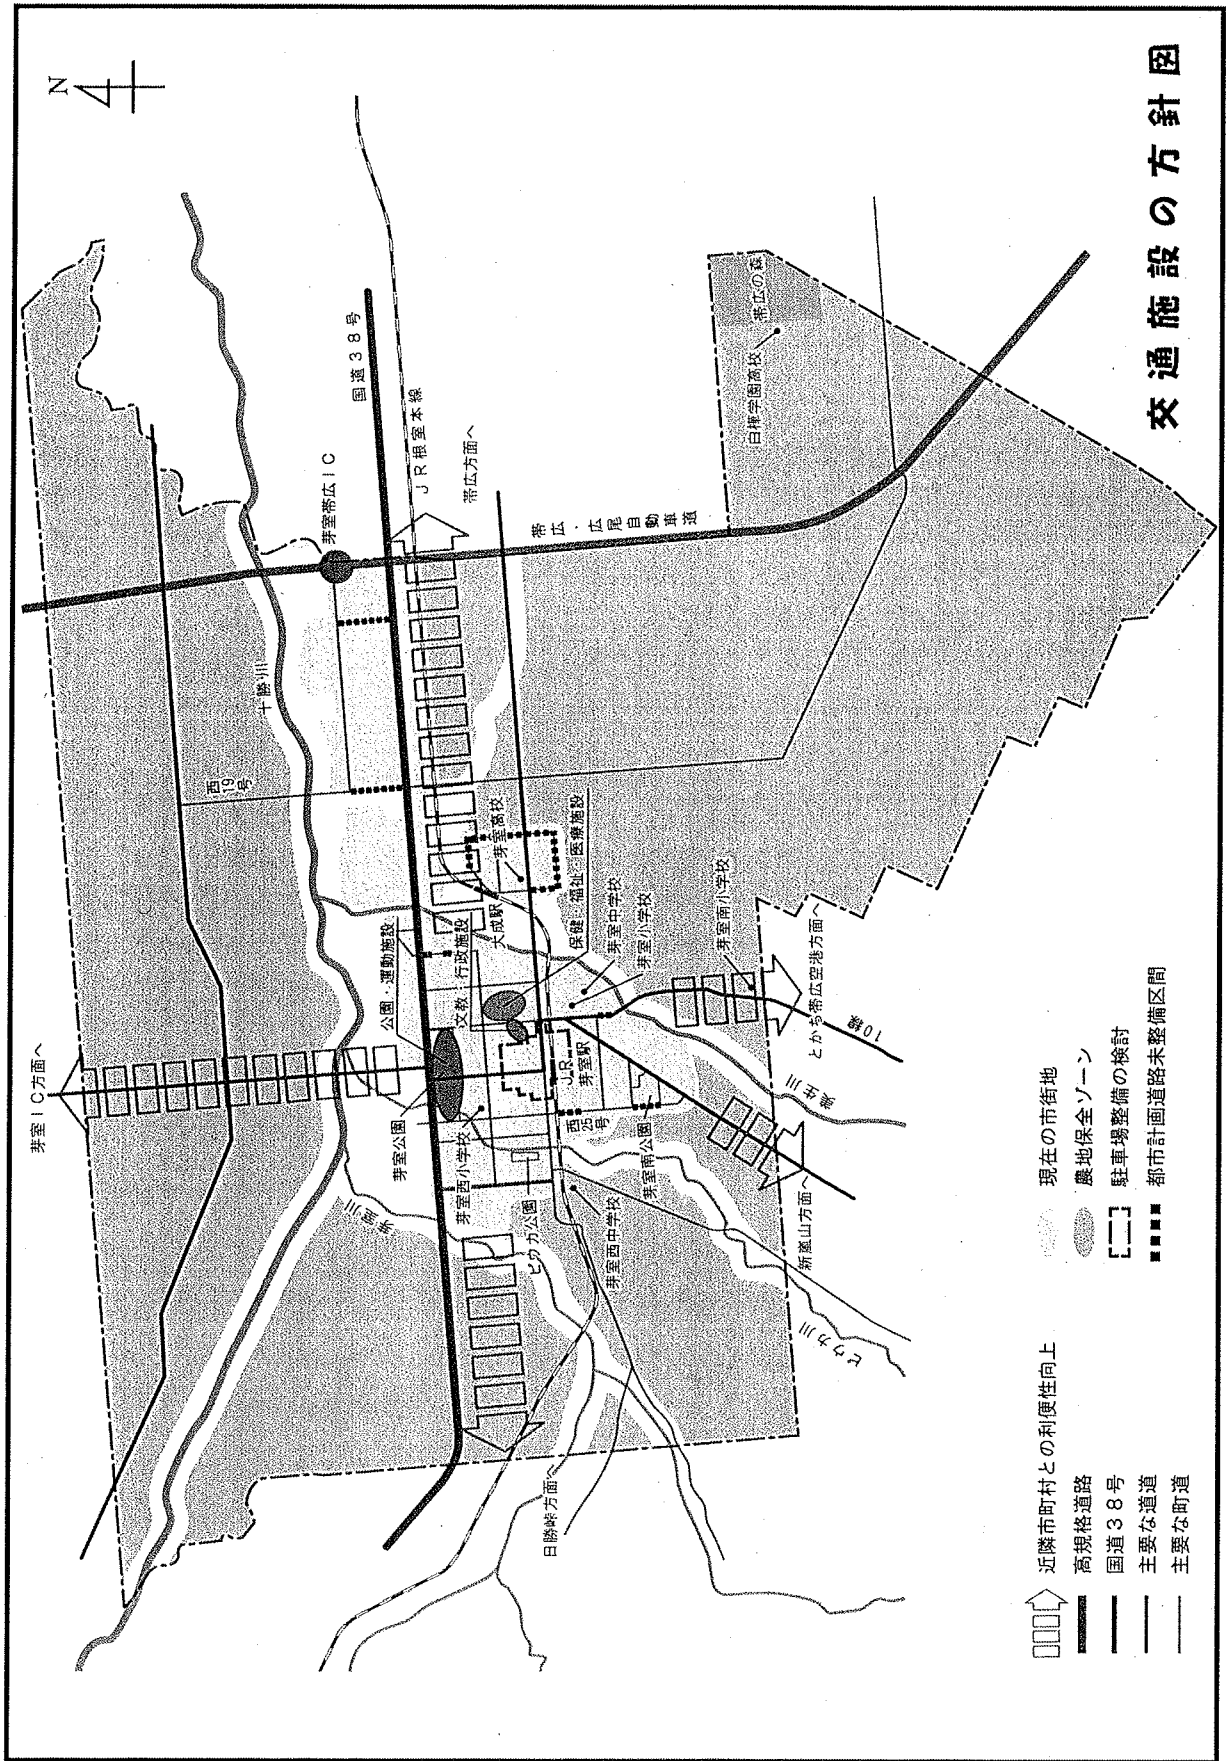 交通施設の方針図
N
芽室IC方面へ
十勝川
西19号
芽室帯広IC
国道38号
JR根室本線
帯広方面へ
帯広・広尾自動車道
白樺学園高校
帯広の森
公園・運動施設
文教・行政施設
大成駅
芽室高校
保健・福祉・医療施設
芽室中学校
芽室小学校
芽室南小学校
とかち帯広空港方面へ
10線
美生川
芽室公園
芽室西小学校
ピウカ公園
芽室川
JR芽室駅
西25号
芽室南公園
芽室西中学校
新嵐山方面へ
ピウカ川
日勝峠方面へ
近隣市町村との利便性向上
高規格道路
国道38号
主要な道道
主要な町道
現在の市街地
農地保全ゾーン
駐車場整備の検討
都市計画道路未整備区間